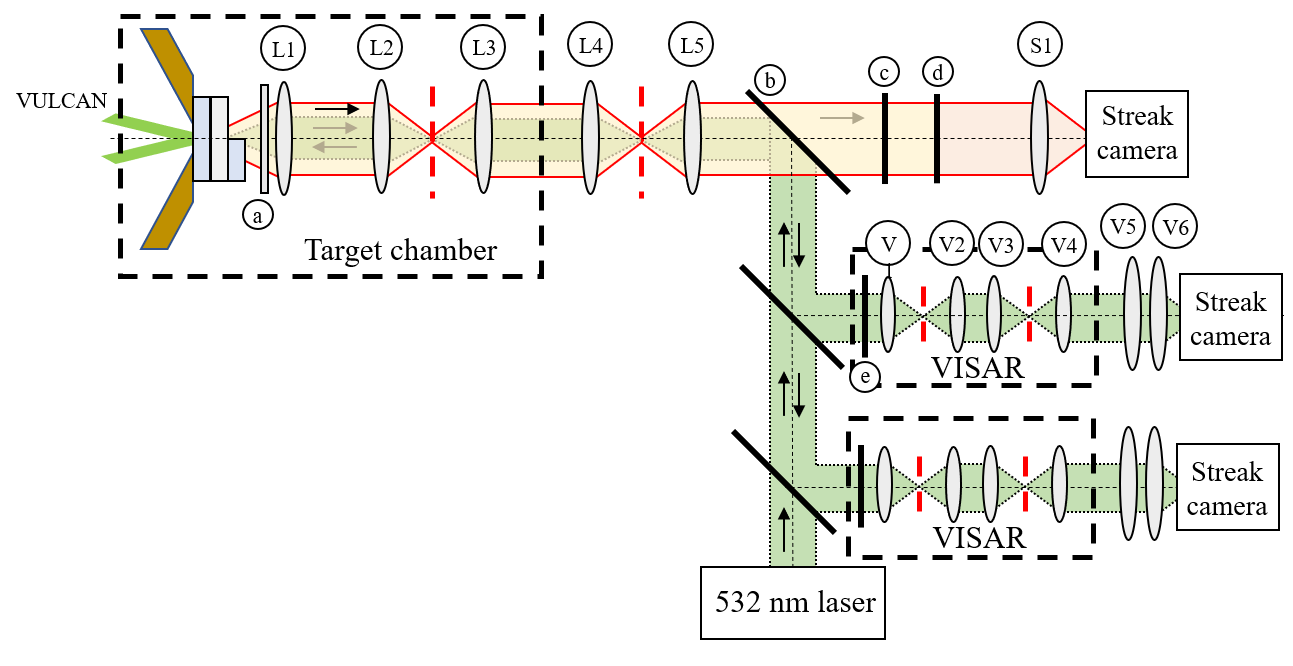 L1
L2
L3
L4
L5
S1
b
c
d
VULCAN
Streak
camera
a
Target chamber
V
V2
V3
V4
V5
V6
Streak
camera
VISAR
e
Streak
camera
VISAR
532 nm laser